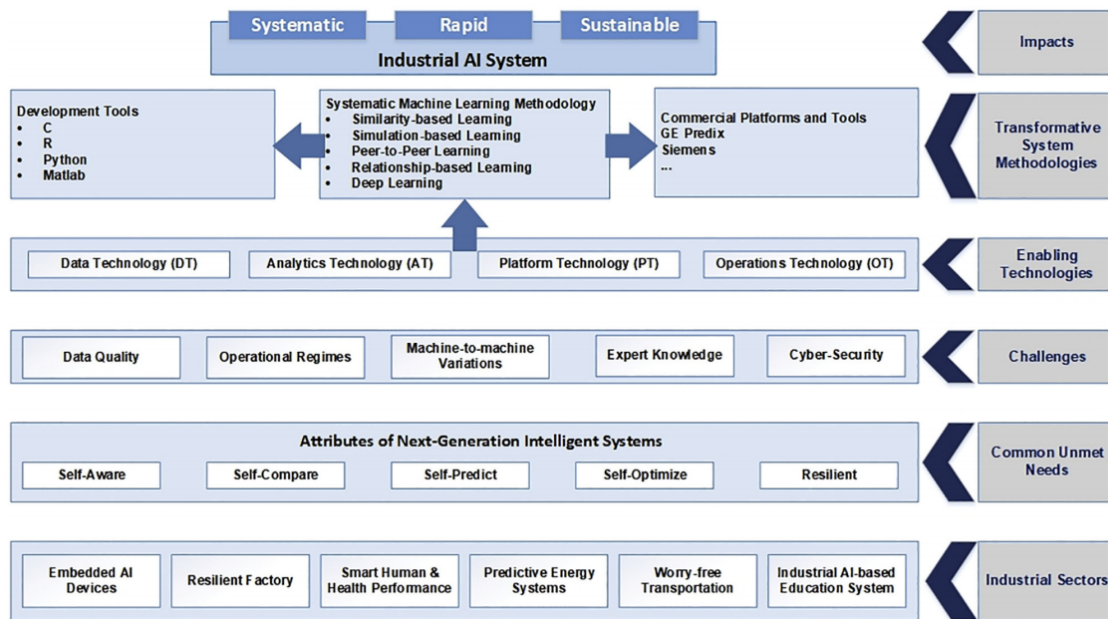 Systematic
Rapid
Sustainable
Industrial AI System
Impacts
Development Tools
• C
• R
• Python
• Matlab
Systematic Machine Learning Methodology
• Similarity-based Learning
• Simulation-based Learning
• Peer-to-Peer Learning
• Relationship-based Learning
• Deep Learning
Commercial Platforms and Tools
GE Predix
Siemens
...
Transformative
System
Methodologies
Data Technology (DT)
Analytics Technology (AT)
Platform Technology (PT)
Operations Technology (OT)
Enabling
Technologies
Data Quality
Operational Regimes
Machine-to-machine
Variations
Expert Knowledge
Cyber-Security
Challenges
Attributes of Next-Generation Intelligent Systems
Self-Aware
Self-Compare
Self-Predict
Self-Optimize
Resilient
Common Unmet
Needs
Embedded AI
Devices
Resilient Factory
Smart Human &
Health Performance
Predictive Energy
Systems
Worry-free
Transportation
Industrial AI-based
Education System
Industrial Sectors